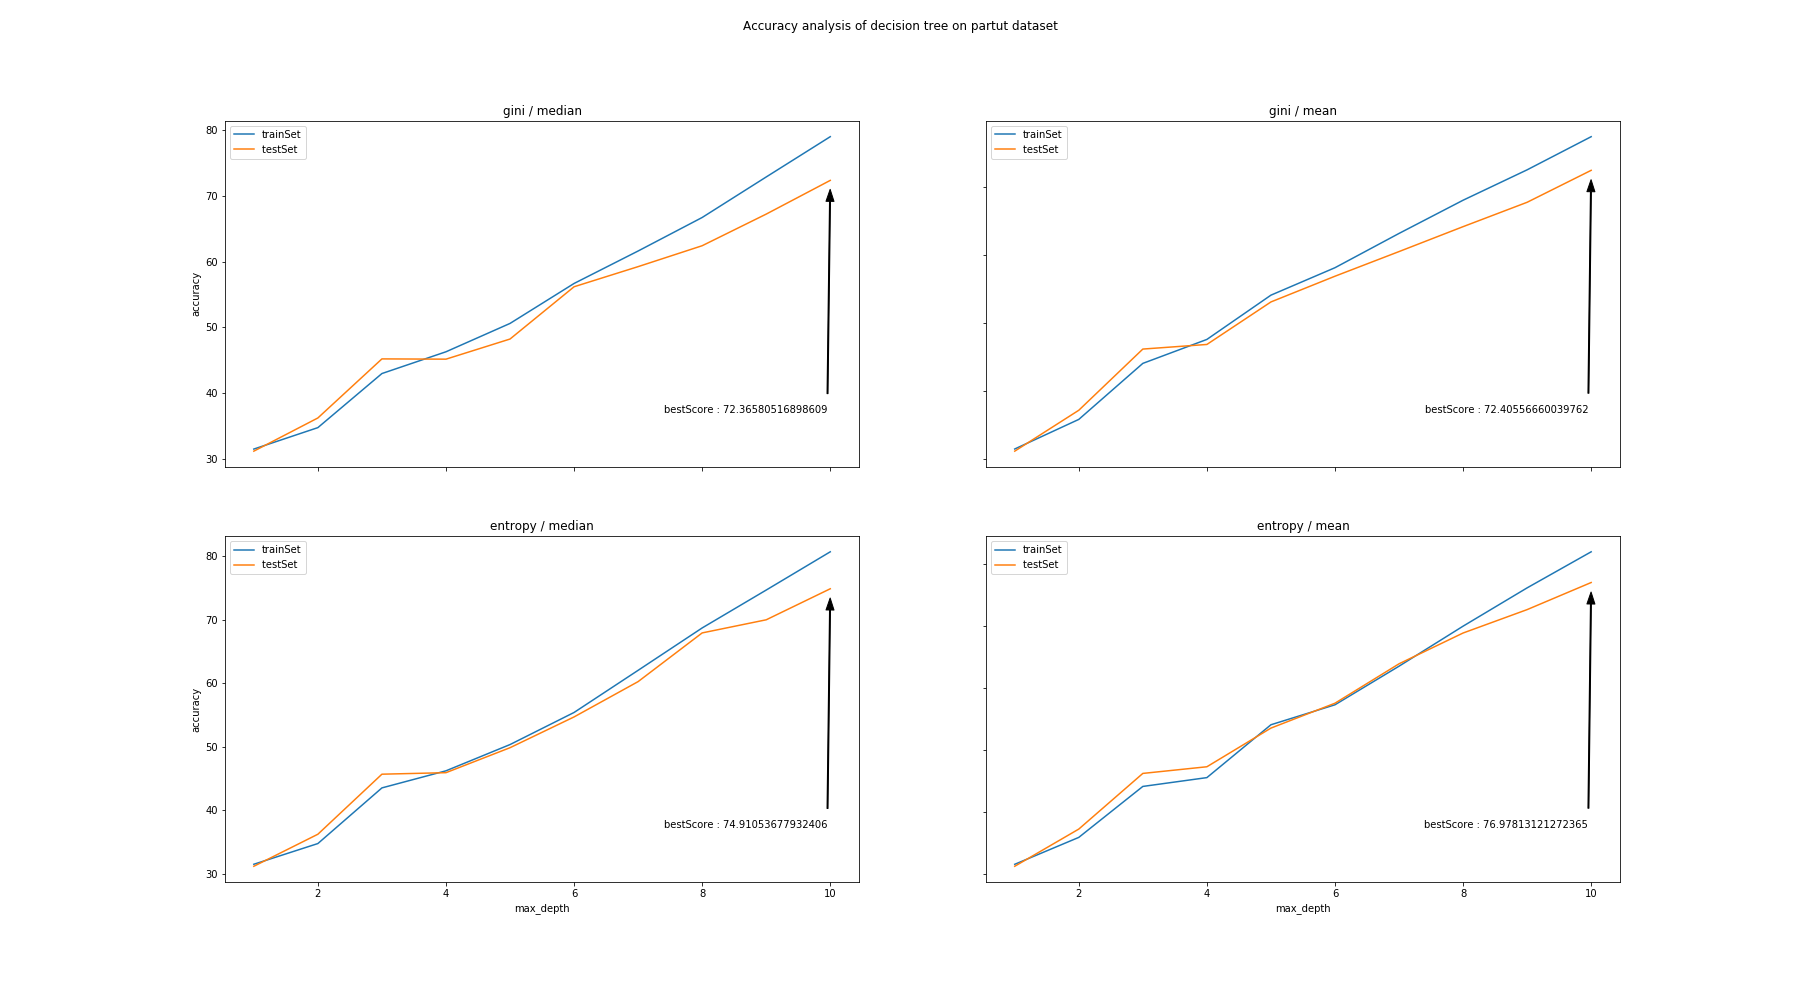 Accuracy analysis of decision tree on partut dataset
gini / median
trainSet
testSet
80
70
60
50
40
30
accuracy
bestScore : 72.36580516898609
gini / mean
trainSet
testSet
bestScore : 72.40556660039762
entropy / median
trainSet
testSet
80
70
60
50
40
30
accuracy
bestScore : 74.91053677932406
2 4 6 8 10
max_depth
entropy / mean
trainSet
testSet
bestScore : 76.97813121272365
2 4 6 8 10
max_depth